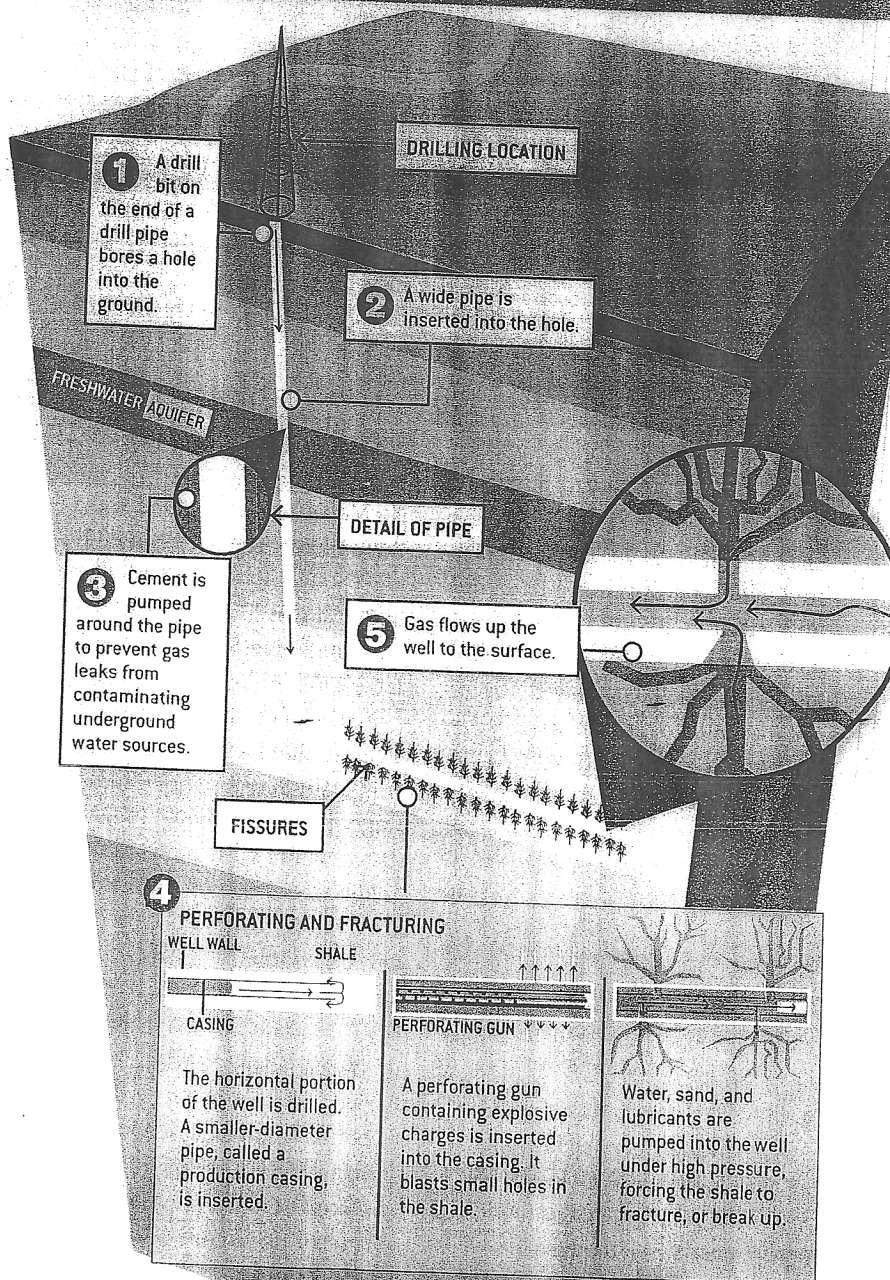 DRILLING LOCATION
1 A drill
bit on
the end of a
drill pipe
bores a hole
into the
ground.
2 A wide pipe is
inserted into the hole.
FRESHWATER AQUIFER
DETAIL OF PIPE
3 Cement is
pumped
around the pipe
to prevent gas
leaks from
contaminating
underground
water sources.
5 Gas flows up the
well to the surface.
FISSURES
4
PERFORATING AND FRACTURING
WELL WALL
SHALE
CASING
The horizontal portion
of the well is drilled.
A smaller-diameter
pipe, called a
production casing,
is inserted.
PERFORATING GUN
A perforating gun
containing explosive
charges is inserted
into the casing. It
blasts small holes in
the shale.
Water, sand, and
lubricants are
pumped into the well
under high pressure,
forcing the shale to
fracture, or break up.